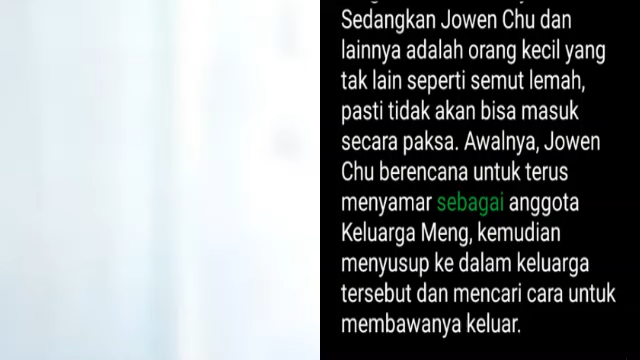 Sedangkan Jowen Chu dan
lainnya adalah orang kecil yang
tak lain seperti semut lemah,
pasti tidak akan bisa masuk
secara paksa. Awalnya, Jowen
Chu berencana untuk terus
menyamar sebagai anggota
Keluarga Meng, kemudian
menyusup ke dalam keluarga
tersebut dan mencari cara untuk
membawanya keluar.